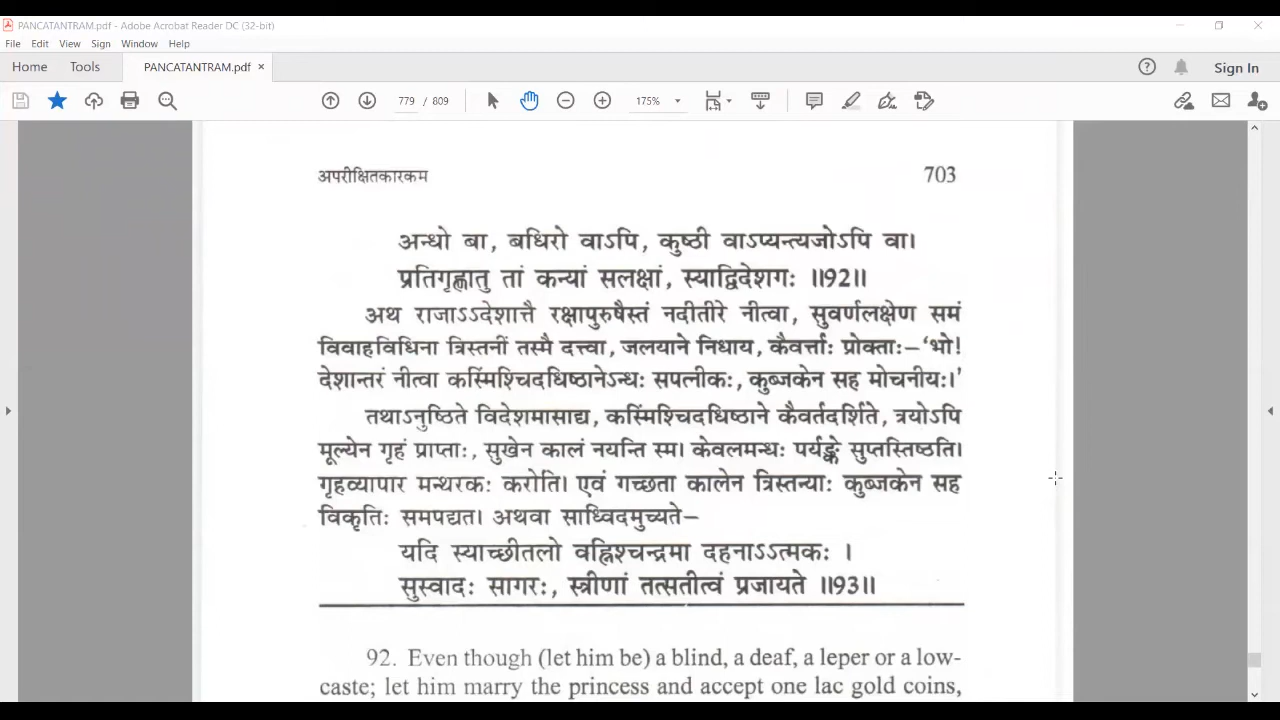 PANCATANTRAM.pdf - Adobe Acrobat Reader DC (32-bit)
File Edit View Sign Window Help
Home Tools PANCATANTRAM.pdf × Sign In
779 / 809 175%
अपरीक्षितकारकम 703
अन्धो बा, बधिरो वाऽपि, कुष्ठी वाऽप्यन्त्यजोऽपि वा।
प्रतिगृह्णातु तां कन्यां सलक्षां, स्याद्विदेशगः ॥92॥
अथ राजाऽऽदेशात्तै रक्षापुरुषैस्तं नदीतीरे नीत्वा, सुवर्णलक्षेण समं
विवाहविधिना त्रिस्तनीं तस्मै दत्त्वा, जलयाने निधाय, कैवर्त्ताः प्रोक्ताः–‘भो!
देशान्तरं नीत्वा कस्मिंश्चिदधिष्ठानेऽन्धः सपत्नीकः, कुब्जकेन सह मोचनीयः।’
तथाऽनुष्ठिते विदेशमासाद्य, कस्मिंश्चिदधिष्ठाने कैवर्तदर्शिते, त्रयोऽपि
मूल्येन गृहं प्राप्ताः, सुखेन कालं नयन्ति स्म। केवलमन्धः पर्यङ्के सुप्तस्तिष्ठति।
गृहव्यापार मन्थरकः करोति। एवं गच्छता कालेन त्रिस्तन्याः कुब्जकेन सह
विकृतिः समपद्यत। अथवा साध्विदमुच्यते–
यदि स्याच्छीतलो वह्निश्चन्द्रमा दहनाऽऽत्मकः ।
सुस्वादः सागरः, स्त्रीणां तत्सतीत्वं प्रजायते ॥93॥
92. Even though (let him be) a blind, a deaf, a leper or a low-
caste; let him marry the princess and accept one lac gold coins,